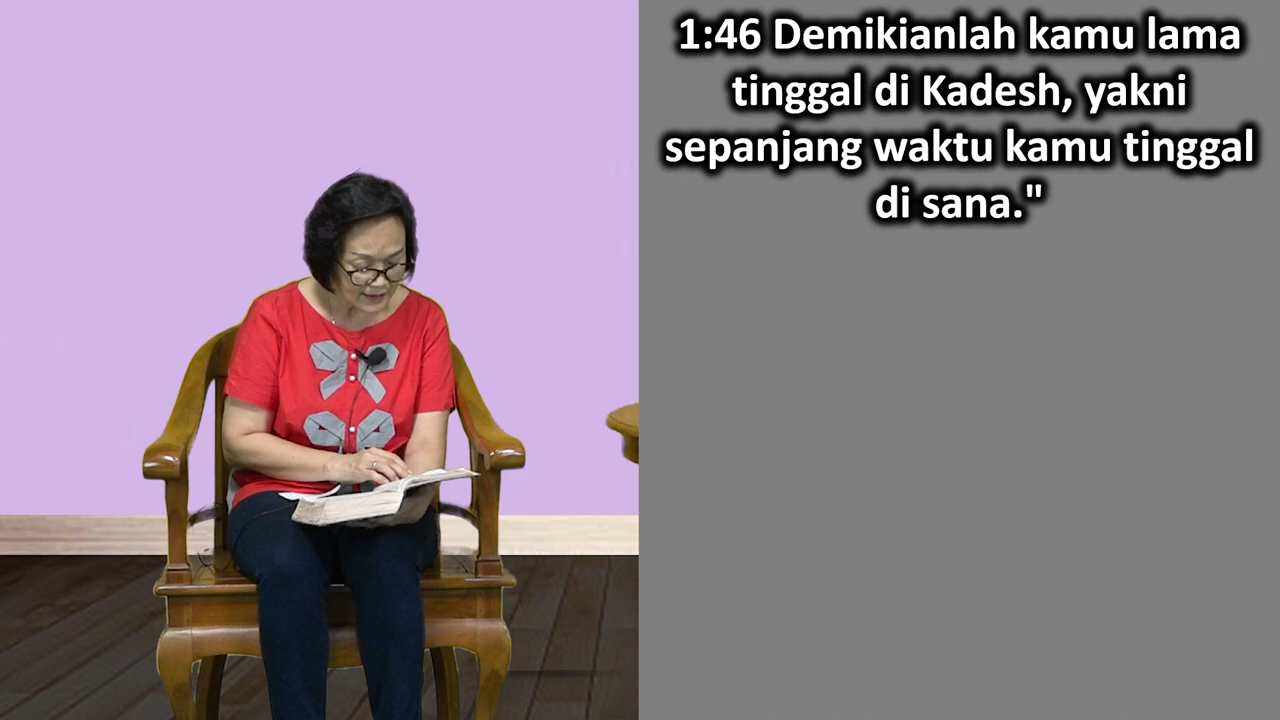 1:46 Demikianlah kamu lama
tinggal di Kadesh, yakni
sepanjang waktu kamu tinggal
di sana."